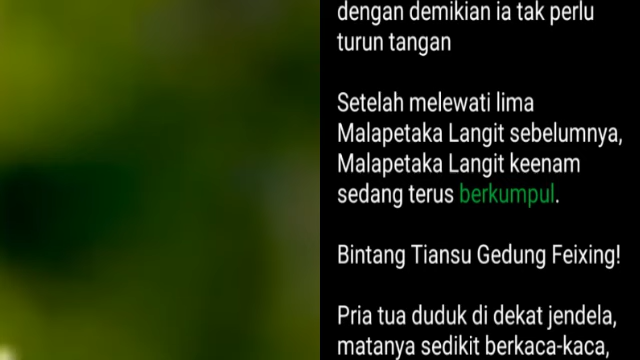 dengan demikian ia tak perlu
turun tangan
Setelah melewati lima
Malapetaka Langit sebelumnya,
Malapetaka Langit keenam
sedang terus berkumpul.
Bintang Tiansu Gedung Feixing!
Pria tua duduk di dekat jendela,
matanya sedikit berkaca-kaca,